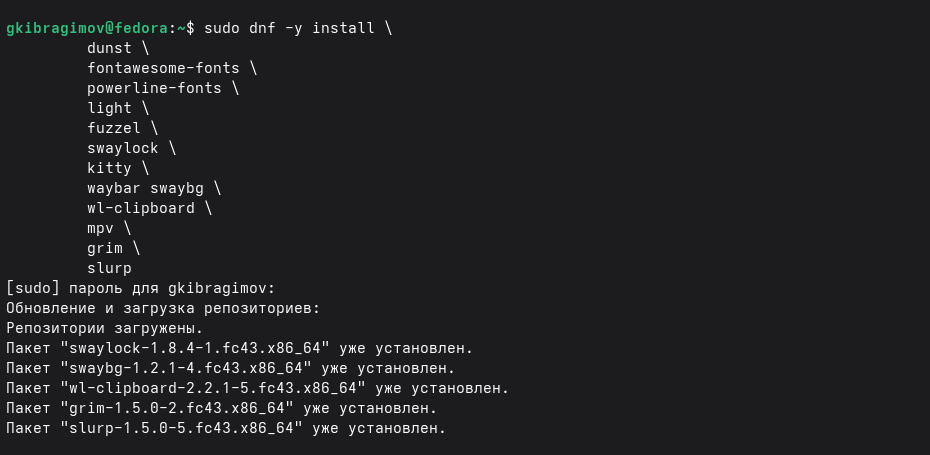 gkibragimov@fedora:~$ sudo dnf -y install \
dunst \
fontawesome-fonts \
powerline-fonts \
light \
fuzzel \
swaylock \
kitty \
waybar swaybg \
wl-clipboard \
mpv \
grim \
slurp
[sudo] пароль для gkibragimov:
Обновление и загрузка репозиториев:
Репозитории загружены.
Пакет "swaylock-1.8.4-1.fc43.x86_64" уже установлен.
Пакет "swaybg-1.2.1-4.fc43.x86_64" уже установлен.
Пакет "wl-clipboard-2.2.1-5.fc43.x86_64" уже установлен.
Пакет "grim-1.5.0-2.fc43.x86_64" уже установлен.
Пакет "slurp-1.5.0-5.fc43.x86_64" уже установлен.